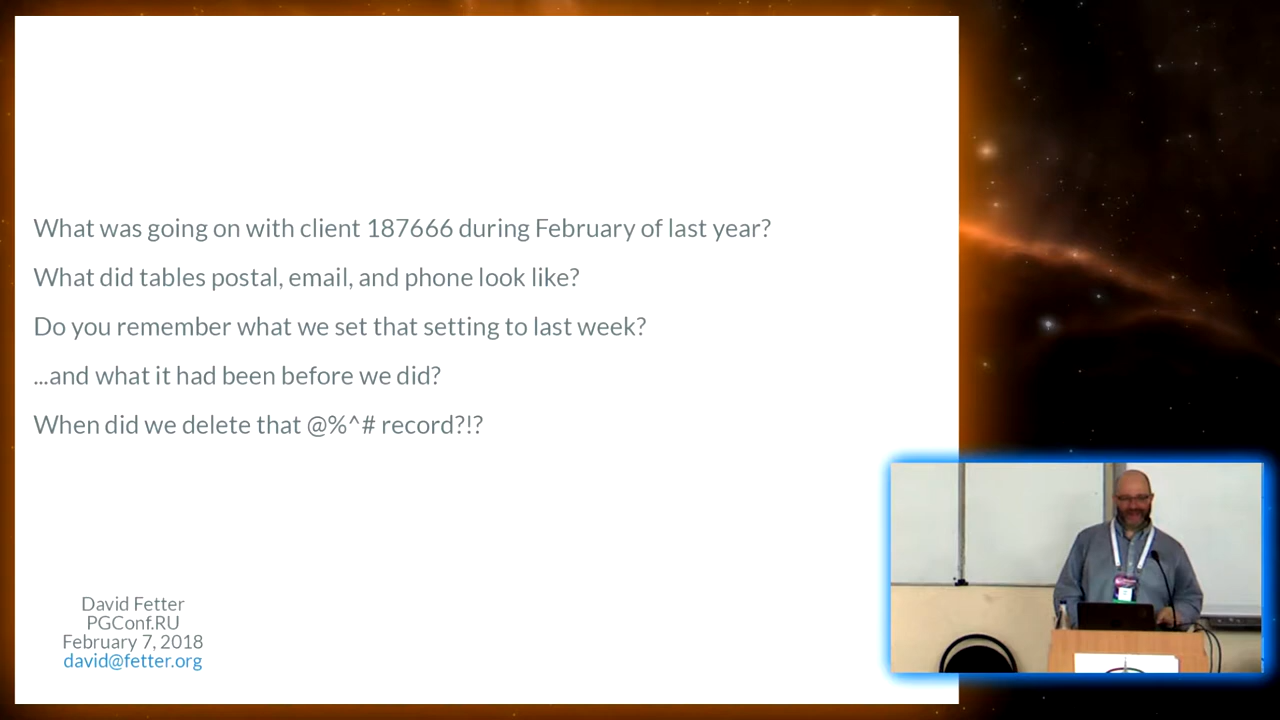 What was going on with client 187666 during February of last year?
What did tables postal, email, and phone look like?
Do you remember what we set that setting to last week?
...and what it had been before we did?
When did we delete that @%^# record?!?
David Fetter
PGConf.RU
February 7, 2018
david@fetter.org